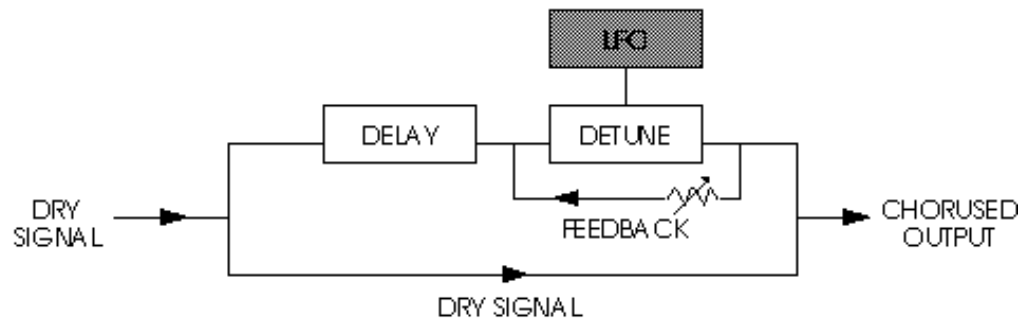 LFO
DELAY
DETUNE
DRY
SIGNAL
FEEDBACK
CHORUSED
OUTPUT
DRY SIGNAL